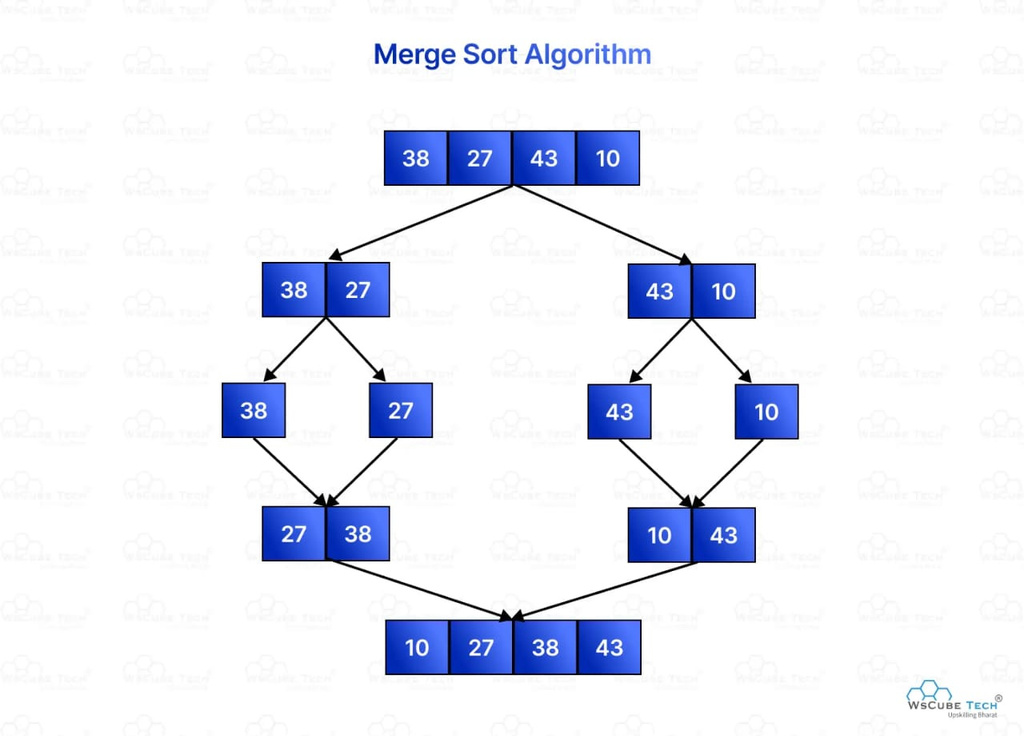 Merge Sort Algorithm
38 27 43 10
38 27 43 10
38 27 43 10
27 38 10 43
10 27 38 43
WsCube Tech®
Upskilling Bharat